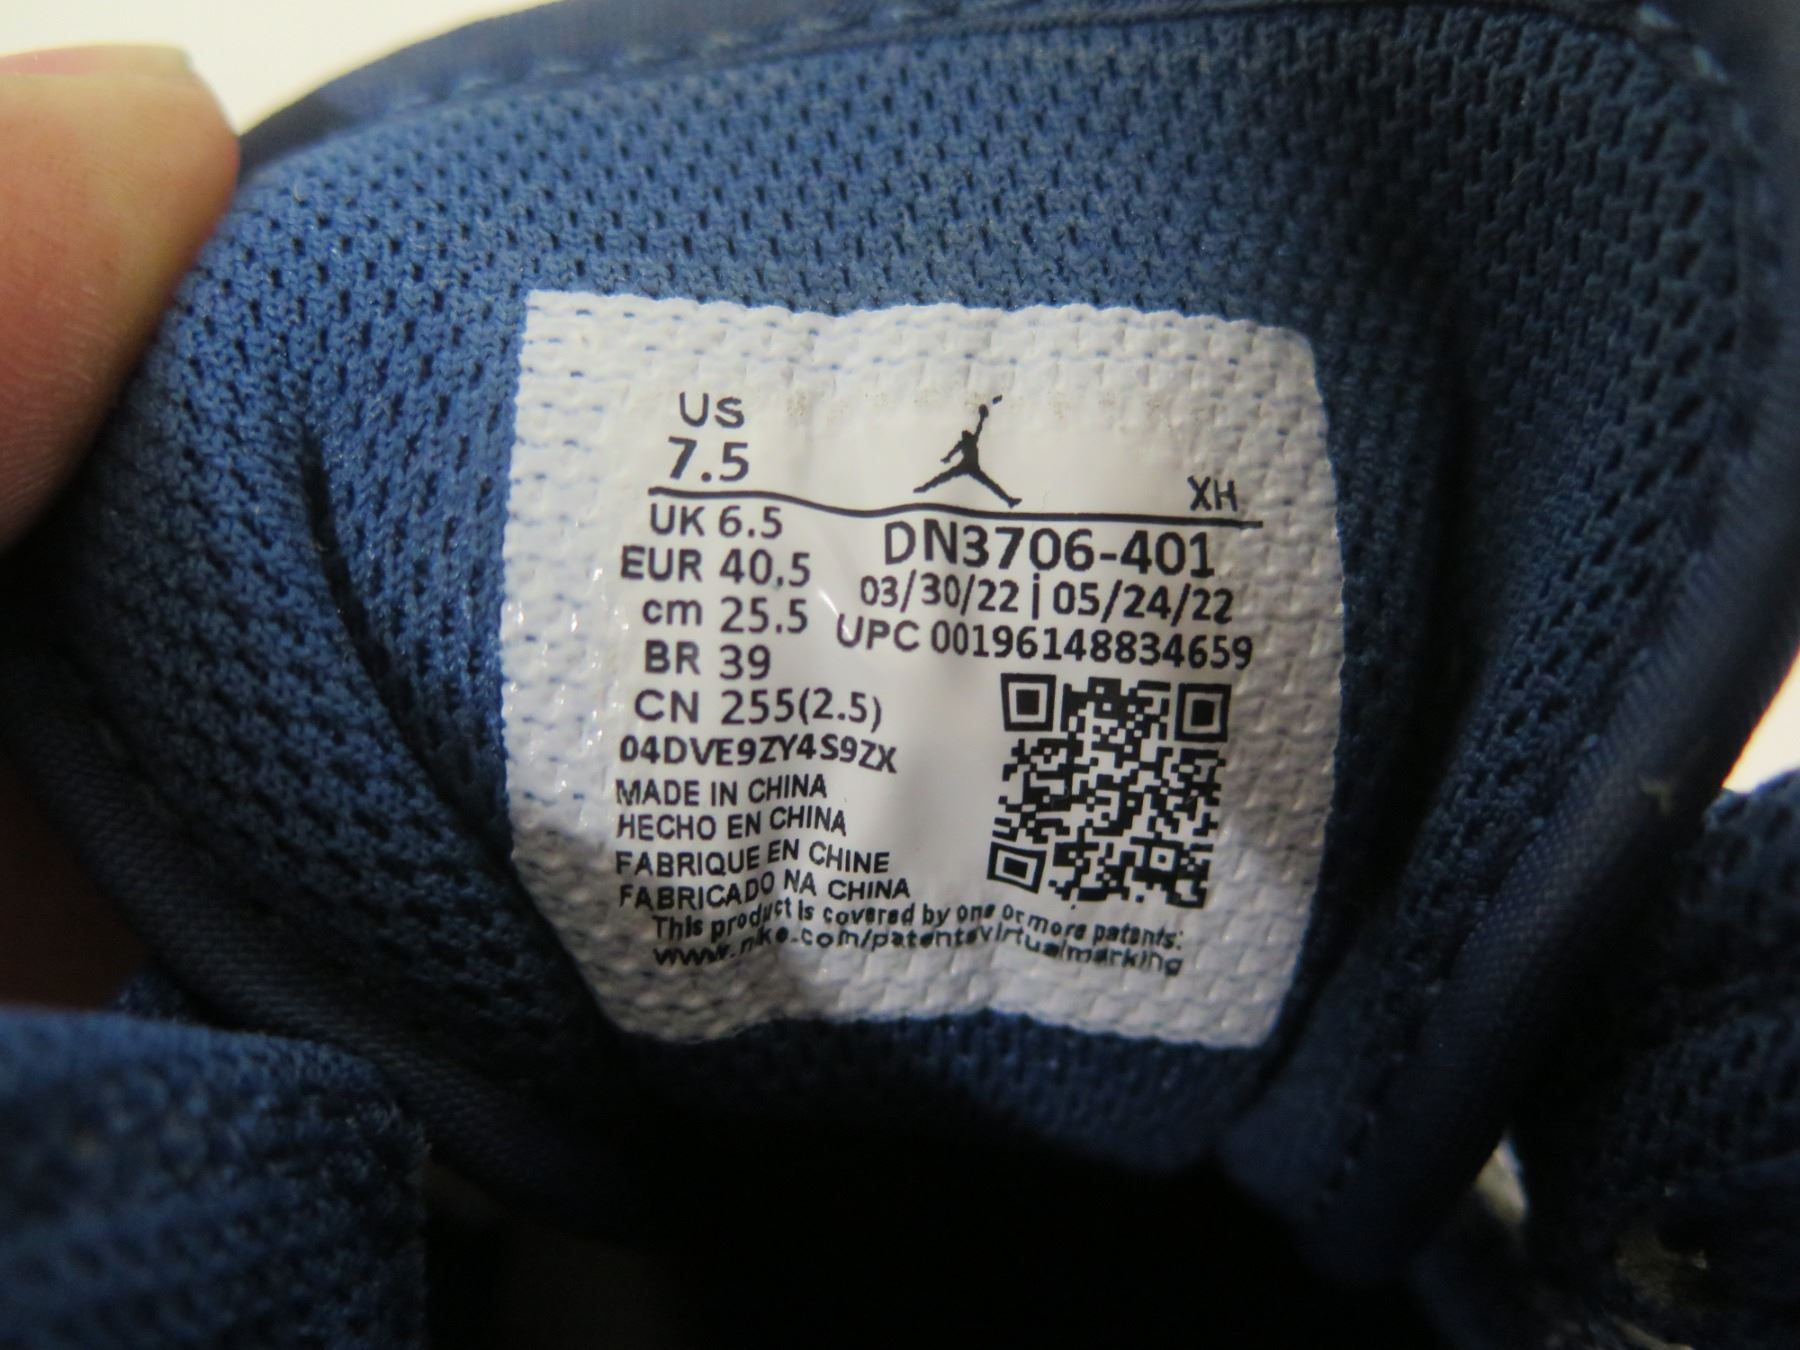 US
7.5
XH
UK 6.5
EUR 40.5
cm 25.5
BR 39
CN 255(2.5)
04DVE9ZY4S9ZX
DN3706-401
03/30/22 | 05/24/22
UPC 00196148834659
MADE IN CHINA
HECHO EN CHINA
FABRIQUE EN CHINE
FABRICADO NA CHINA
This product is covered by one or more patents:
www.nike.com/patentsvirtualmarking